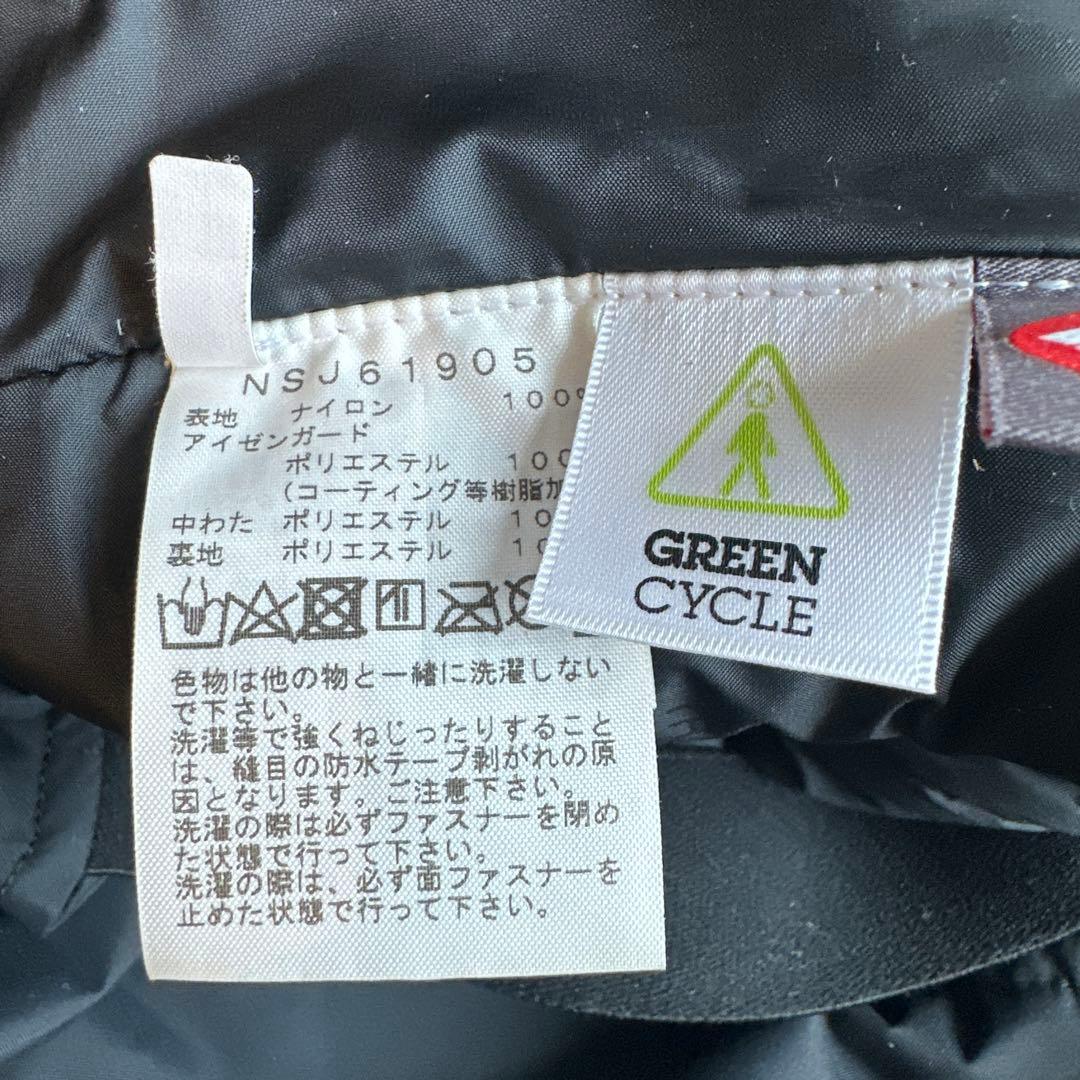 NSJ61905
表地 ナイロン 100%
アイゼンガード
ポリエステル 100
(コーティング等樹脂加
中わた ポリエステル 10
裏地 ポリエステル 10
色物は他の物と一緒に洗濯しない
で下さい。
洗濯等で強くねじったりすること
は、縫目の防水テープ剥がれの原
因となります。ご注意下さい。
洗濯の際は必ずファスナーを閉め
た状態で行って下さい。
洗濯の際は、必ず面ファスナーを
止めた状態で行って下さい。
GREEN
CYCLE